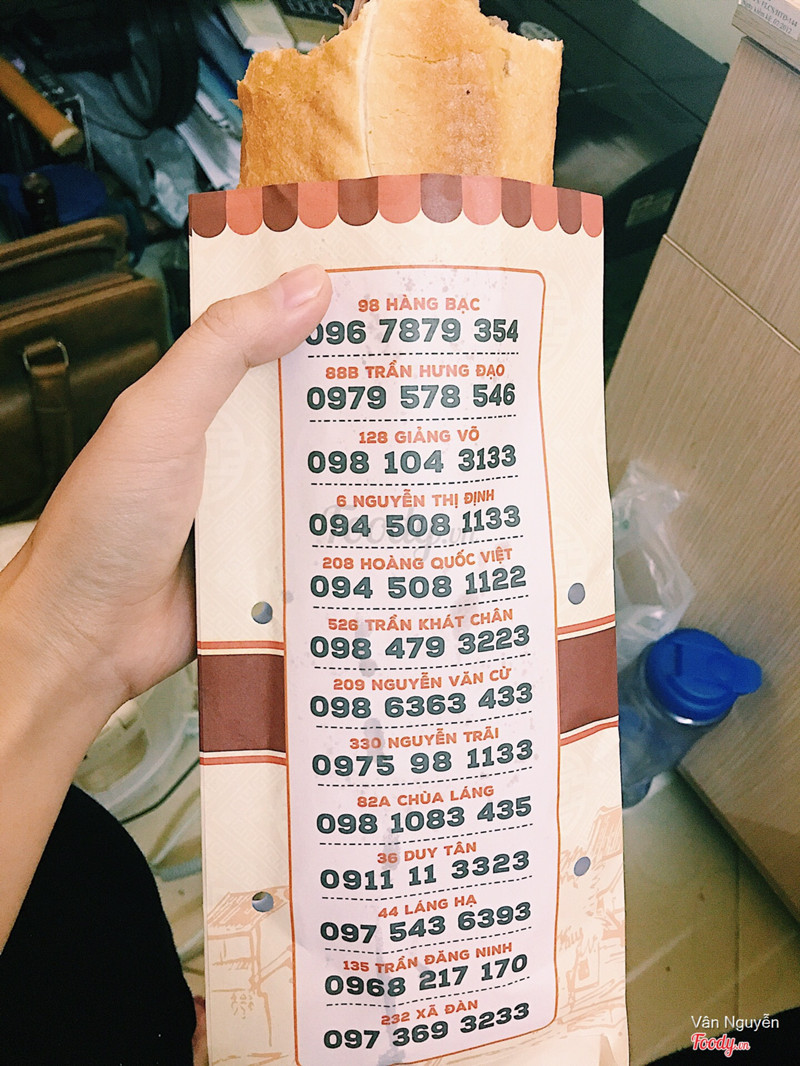 98 HÀNG BẠC
096 7879 354
88B TRẦN HƯNG ĐẠO
0979 578 546
128 GIẢNG VÕ
098 104 3133
6 NGUYỄN THỊ ĐỊNH
094 508 1133
Foody.vn
208 HOÀNG QUỐC VIỆT
094 508 1122
526 TRẦN KHÁT CHÂN
098 479 3223
209 NGUYỄN VĂN CỪ
098 6363 433
330 NGUYỄN TRÃI
0975 98 1133
82A CHÙA LÁNG
098 1083 435
36 DUY TÂN
0911 11 3323
44 LÁNG HẠ
097 543 6393
135 TRẦN ĐĂNG NINH
0968 217 170
232 XÃ ĐÀN
097 369 3233
Vân Nguyễn
Foody.vn